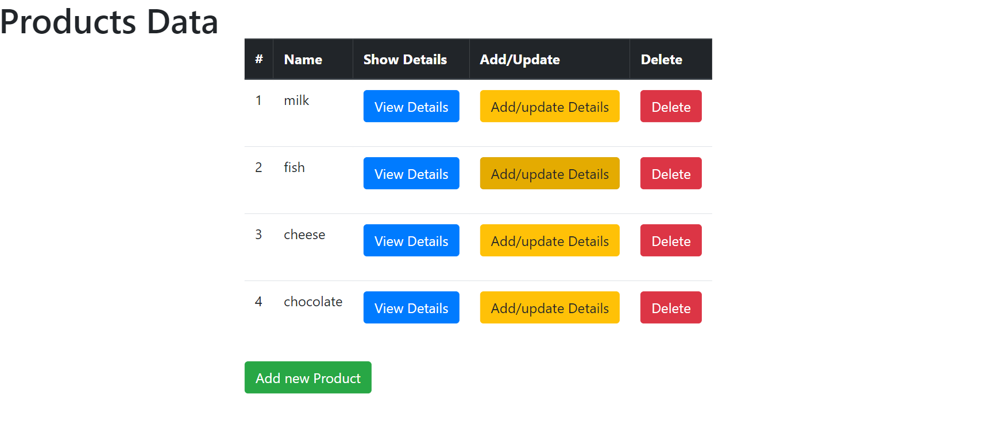 Products Data
# Name Show Details Add/Update Delete
1 milk View Details Add/update Details Delete
2 fish View Details Add/update Details Delete
3 cheese View Details Add/update Details Delete
4 chocolate View Details Add/update Details Delete
Add new Product